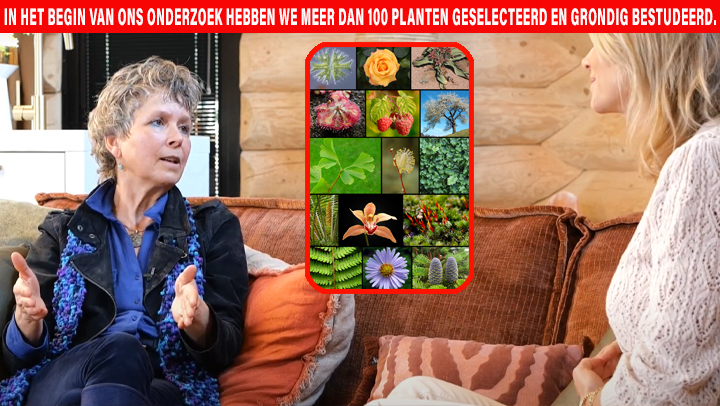 IN HET BEGIN VAN ONS ONDERZOEK HEBBEN WE MEER DAN 100 PLANTEN GESELECTEERD EN GRONDIG BESTUDEERD.